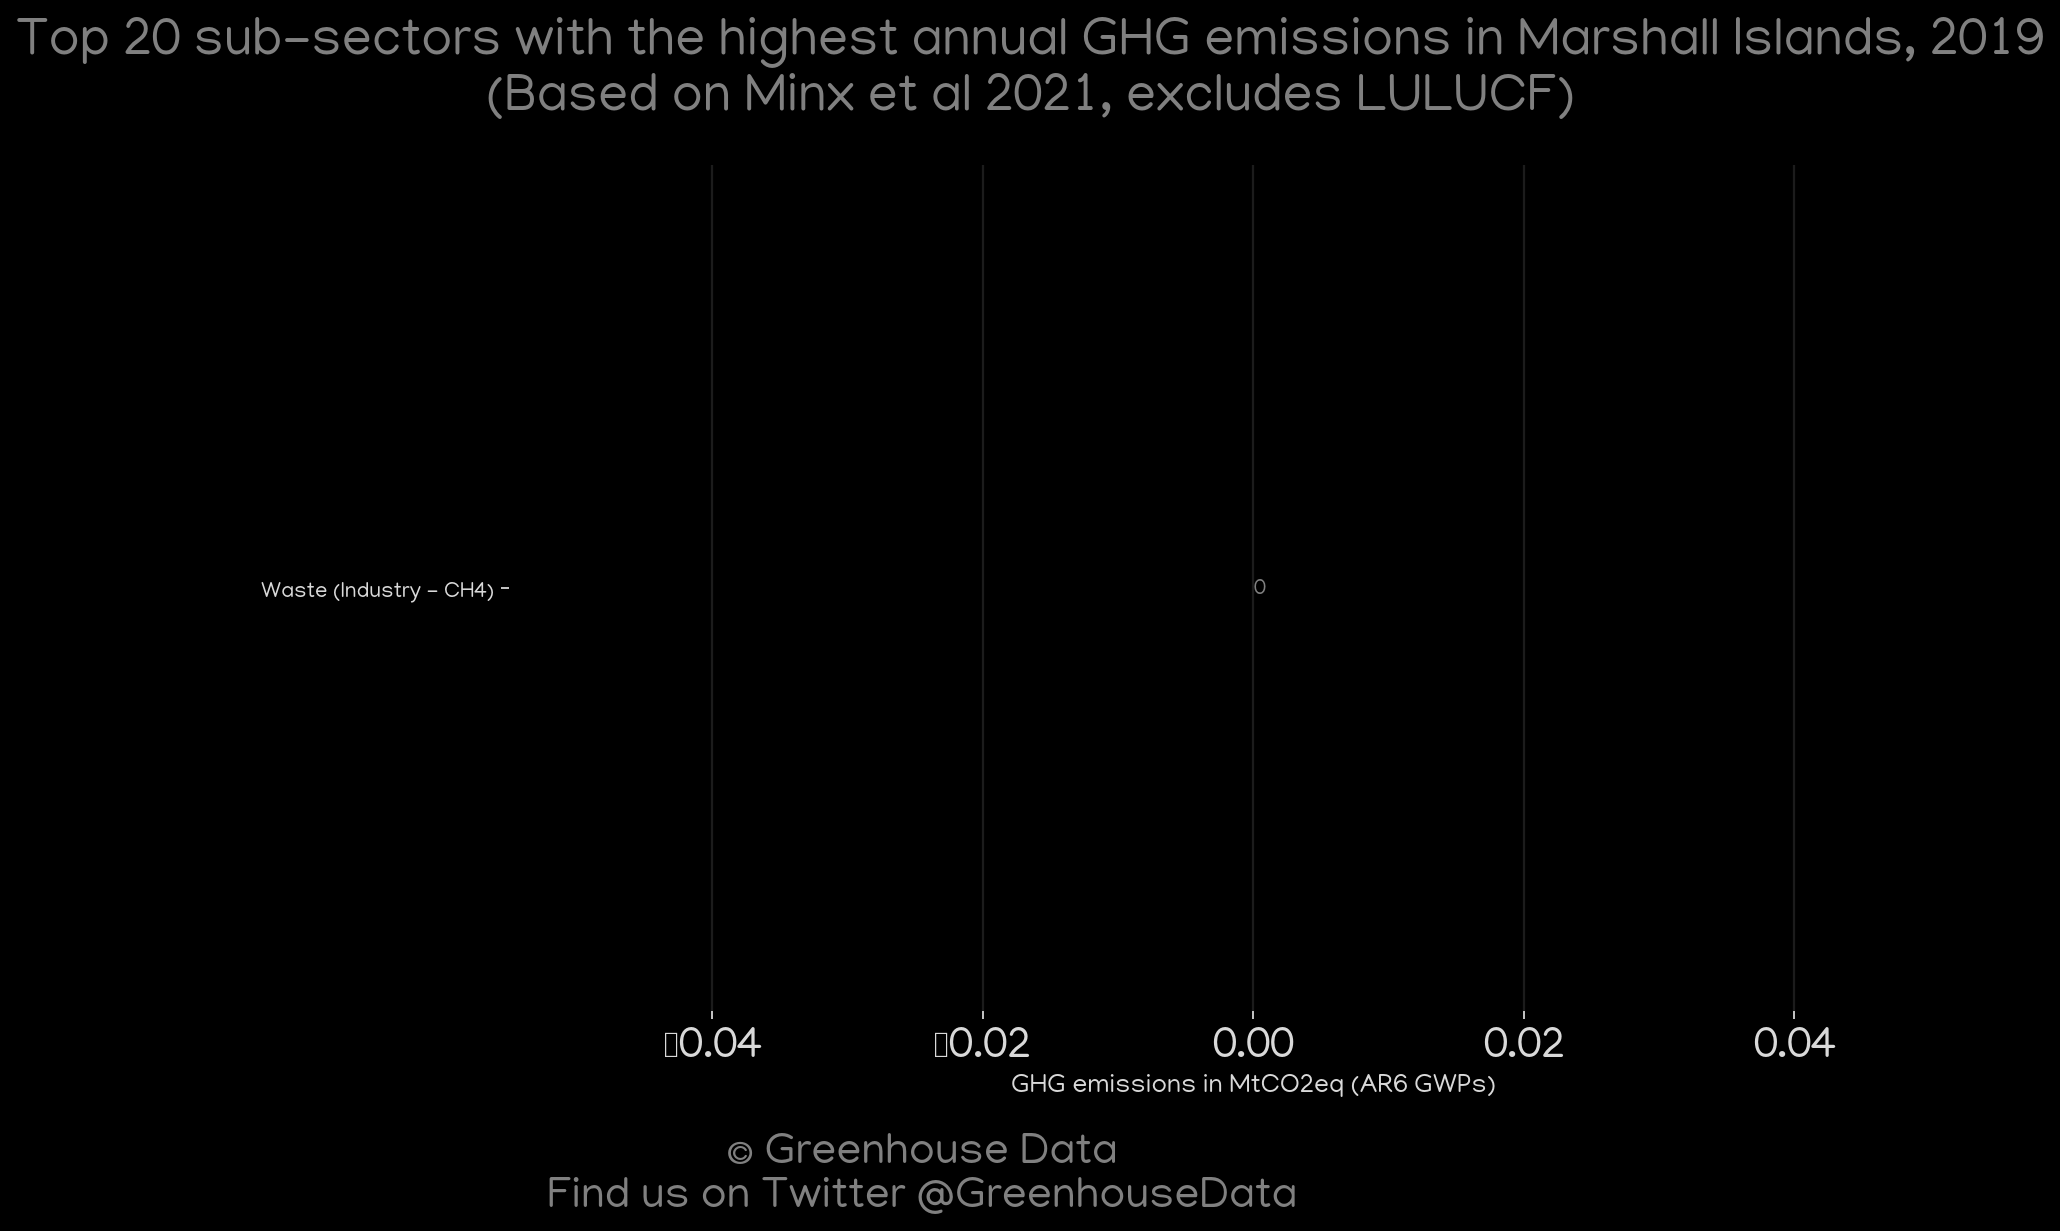 Top 20 sub-sectors with the highest annual GHG emissions in Marshall Islands, 2019
(Based on Minx et al 2021, excludes LULUCF)
Waste (Industry - CH4)
0
▯0.04 ▯0.02 0.00 0.02 0.04
GHG emissions in MtCO2eq (AR6 GWPs)
© Greenhouse Data
Find us on Twitter @GreenhouseData